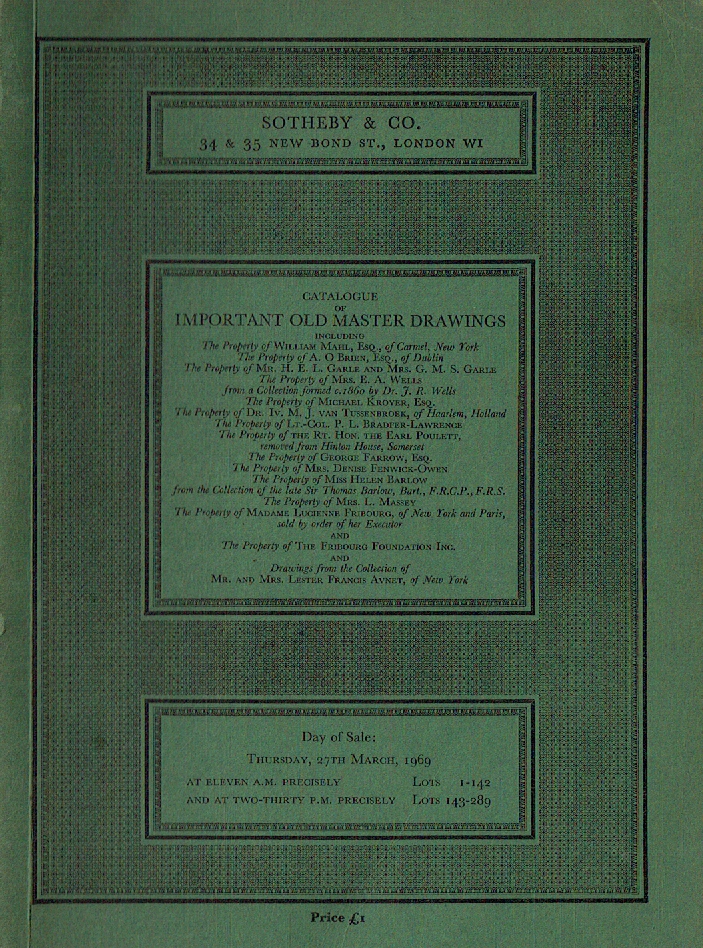 SOTHEBY & CO.
34 & 35 NEW BOND ST., LONDON W1
CATALOGUE
OF
IMPORTANT OLD MASTER DRAWINGS
INCLUDING
The Property of WILLIAM MAHL, ESQ., of Carmel, New York
The Property of A. O BRIEN, ESQ., of Dublin
The Property of MR. H. E. L. GARLE AND MRS. G. M. S. GARLE
The Property of MRS. E. A. WELLS
from a Collection formed c.1860 by Dr. J. R. Wells
The Property of MICHAEL KROYER, ESQ.
The Property of DR. IV. M. J. VAN TUSSENBROEK, of Haarlem, Holland
The Property of LT.-COL. P. L. BRADFER-LAWRENCE
The Property of THE RT. HON. THE EARL POULETT,
removed from Hinton House, Somerset
The Property of GEORGE FARROW, ESQ.
The Property of MRS. DENISE FENWICK-OWEN
The Property of MISS HELEN BARLOW
from the Collection of the late Sir Thomas Barlow, Bart., F.R.C.P., F.R.S.
The Property of MRS. L. MASSEY
The Property of MADAME LUCIENNE FRIBOURG, of New York and Paris,
sold by order of her Executor
AND
The Property of THE FRIBOURG FOUNDATION INC.
AND
Drawings from the Collection of
MR. AND MRS. LESTER FRANCIS AVNET, of New York
Day of Sale:
THURSDAY, 27TH MARCH, 1969
AT ELEVEN A.M. PRECISELY LOTS 1-142
AND AT TWO-THIRTY P.M. PRECISELY LOTS 143-289
Price £1